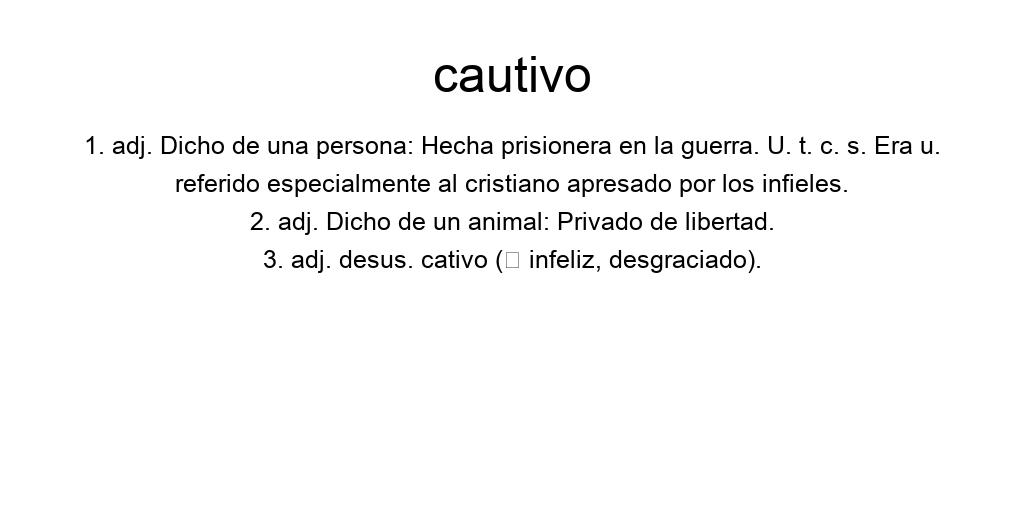 cautivo
1. adj. Dicho de una persona: Hecha prisionera en la guerra. U. t. c. s. Era u.
referido especialmente al cristiano apresado por los infieles.
2. adj. Dicho de un animal: Privado de libertad.
3. adj. desus. cativo (□ infeliz, desgraciado).